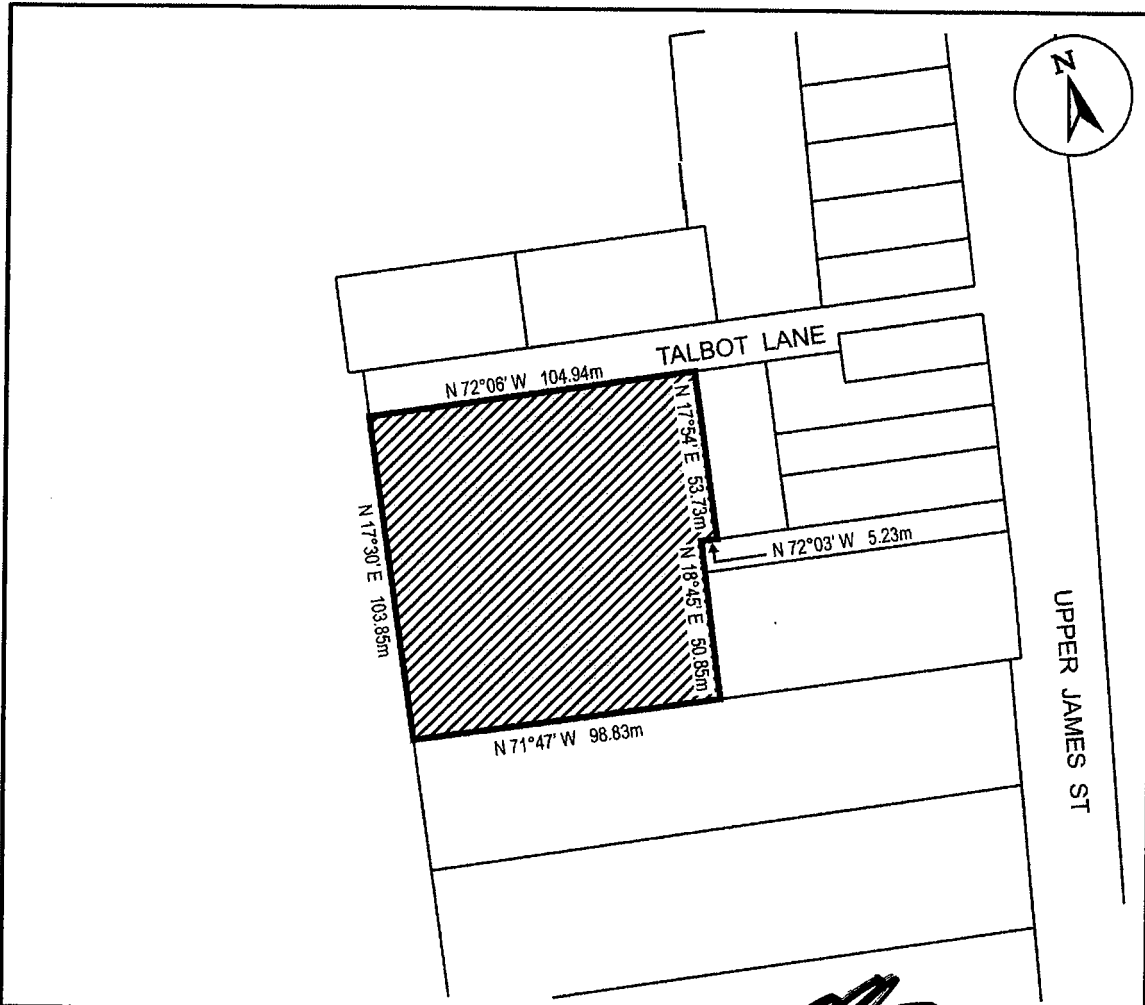 N
TALBOT LANE
N 72°06' W 104.94m
N 17°54' E 53.73m
N 17°30' E 103.85m
N 72°03' W 5.23m
N 18°45' E 50.85m
UPPER JAMES ST
N 71°47' W 98.83m